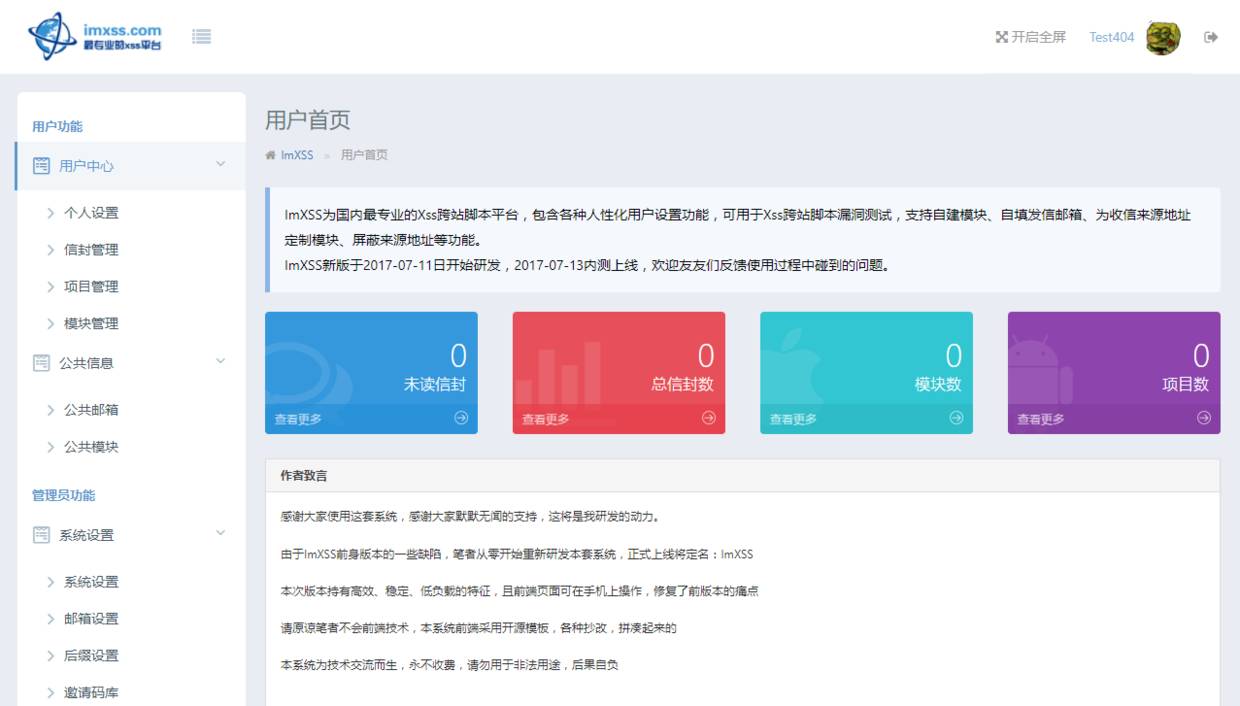 imxss.com
最专业的xss平台
开启全屏
Test404
用户功能
用户中心
个人设置
信封管理
项目管理
模块管理
公共信息
公共邮箱
公共模块
管理员功能
系统设置
系统设置
邮箱设置
后缀设置
邀请码库
用户首页
ImXSS » 用户首页
ImXSS为国内最专业的Xss跨站脚本平台，包含各种人性化用户设置功能，可用于Xss跨站脚本漏洞测试，支持自建模块、自填发信邮箱、为收信来源地址
定制模块、屏蔽来源地址等功能。
ImXSS新版于2017-07-11日开始研发，2017-07-13内测上线，欢迎友友们反馈使用过程中碰到的问题。
0
未读信封
查看更多
0
总信封数
查看更多
0
模块数
查看更多
0
项目数
查看更多
作者致言
感谢大家使用这套系统，感谢大家默默无闻的支持，这将是我研发的动力。
由于ImXSS前身版本的一些缺陷，笔者从零开始重新研发本套系统，正式上线将定名：ImXSS
本次版本持有高效、稳定、低负载的特征，且前端页面可在手机上操作，修复了前版本的痛点
请原谅笔者不会前端技术，本系统前端采用开源模板，各种抄改，拼凑起来的
本系统为技术交流而生，永不收费，请勿用于非法用途，后果自负